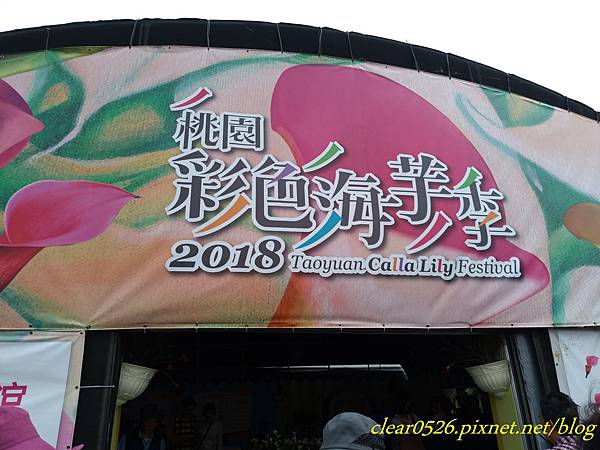 桃園
彩色海芋季
2018 Taoyuan Calla Lily Festival
clear0526.pixnet.net/blog